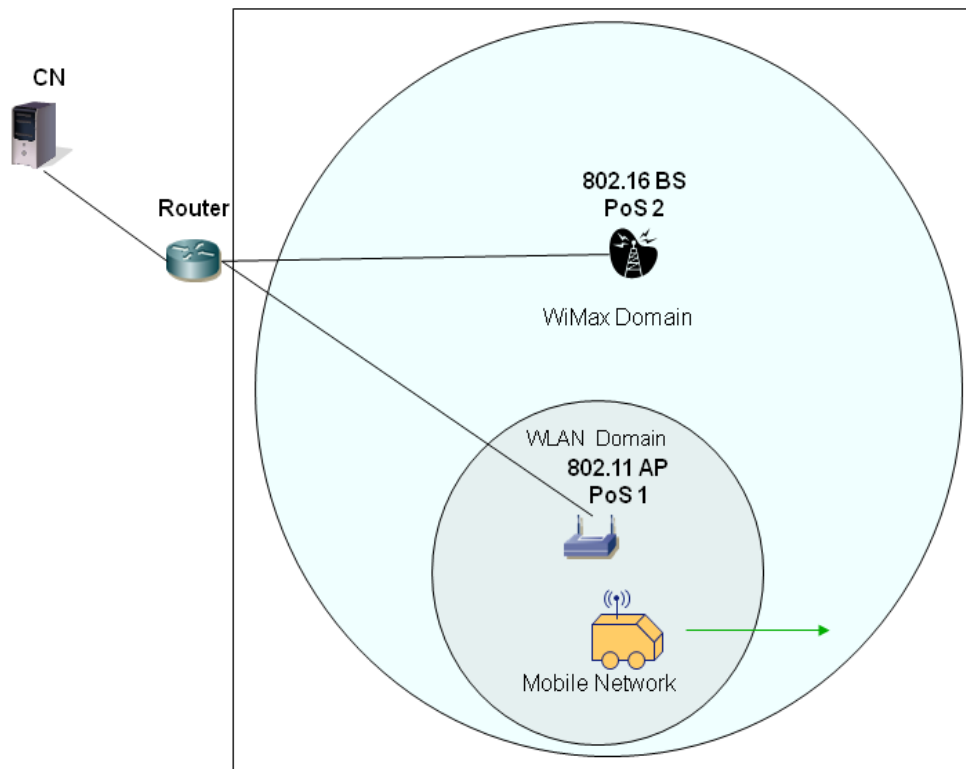 CN
Router
802.16 BS
PoS 2
WiMax Domain
WLAN Domain
802.11 AP
PoS 1
Mobile Network